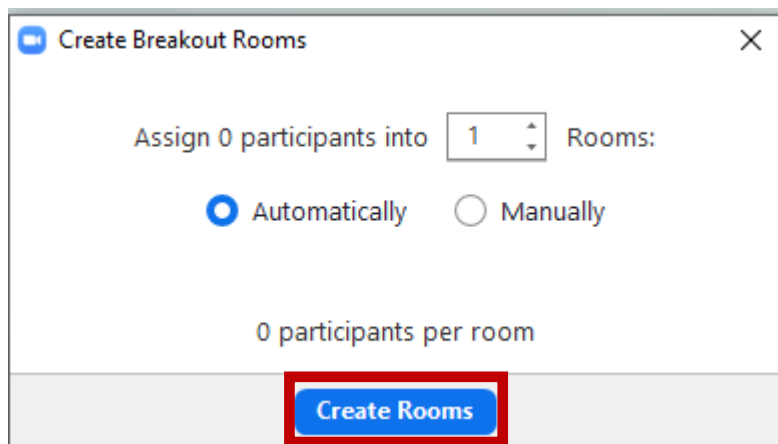 Create Breakout Rooms
Assign 0 participants into 1 Rooms:
Automatically Manually
0 participants per room
Create Rooms